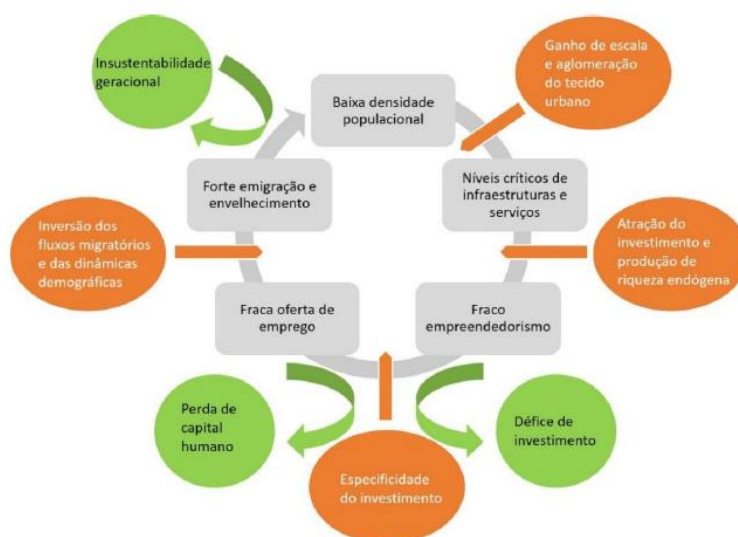 Insustentabilidade
geracional
Baixa densidade
populacional
Ganho de escala
e aglomeração
do tecido
urbano
Forte emigração e
envelhecimento
Níveis críticos de
infraestruturas e
serviços
Inversão dos
fluxos migratórios
e das dinâmicas
demográficas
Atração do
investimento e
produção de
riqueza endógena
Fraca oferta de
emprego
Fraco
empreendedorismo
Perda de
capital
humano
Especificidade
do investimento
Défice de
investimento